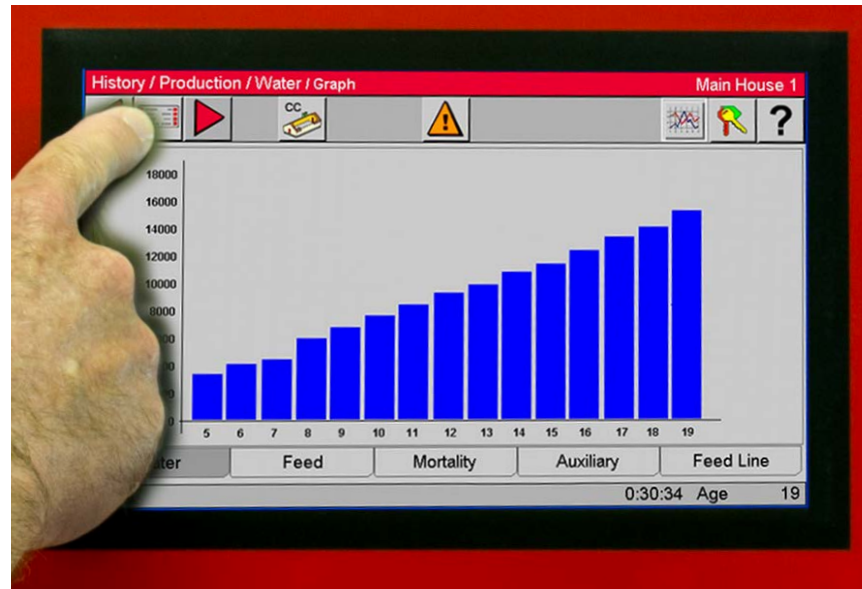 History / Production / Water / Graph Main House 1
CC
?
18000
16000
14000
12000
10000
8000
0
5 6 7 8 9 10 11 12 13 14 15 16 17 18 19
Feed Mortality Auxiliary Feed Line
0:30:34 Age 19